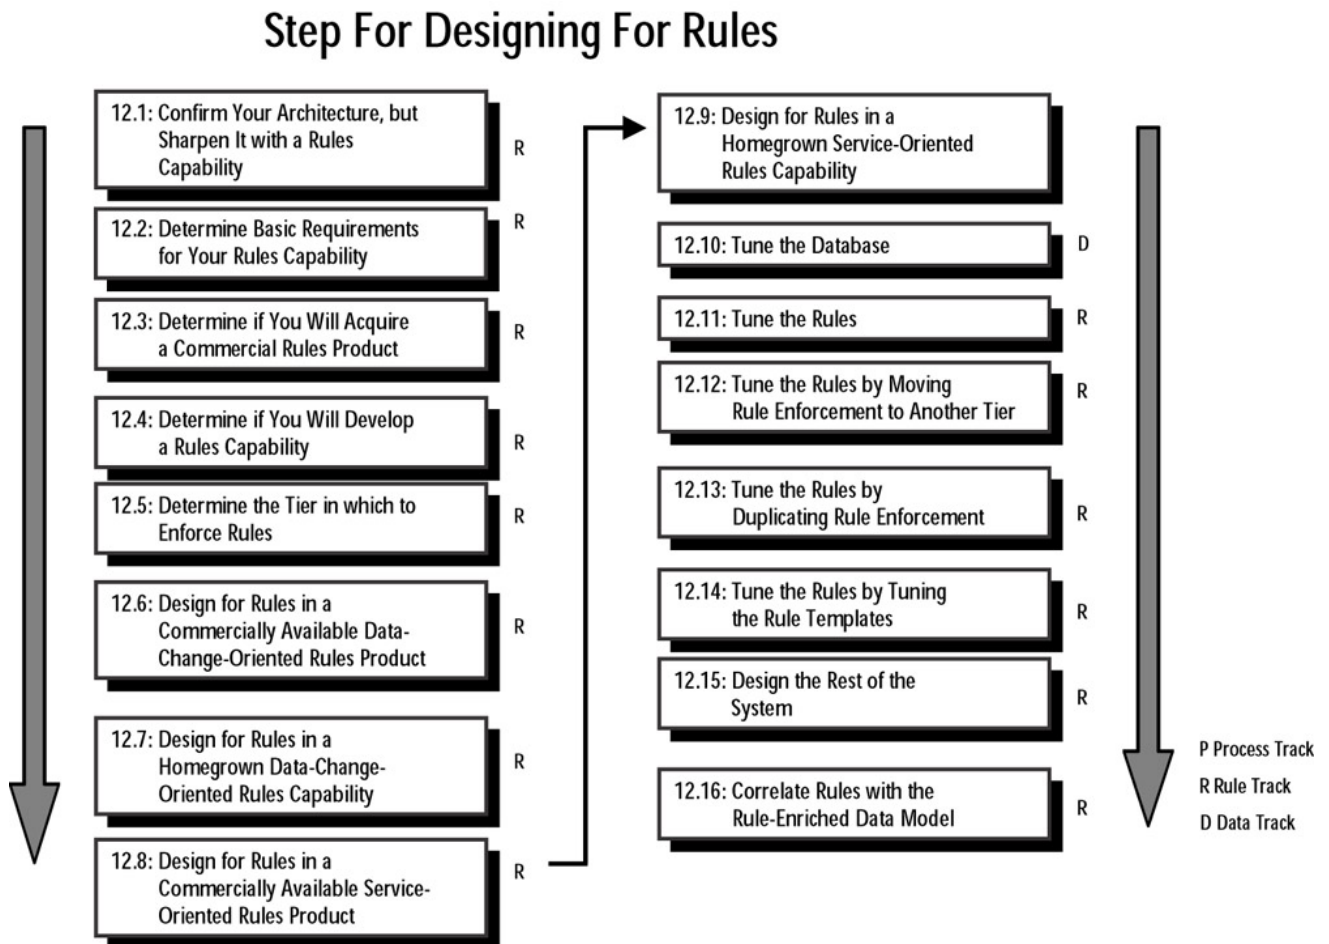 Step For Designing For Rules
12.1: Confirm Your Architecture, but
Sharpen It with a Rules
Capability
R
12.2: Determine Basic Requirements
for Your Rules Capability
R
12.3: Determine if You Will Acquire
a Commercial Rules Product
R
12.4: Determine if You Will Develop
a Rules Capability
R
12.5: Determine the Tier in which to
Enforce Rules
R
12.6: Design for Rules in a
Commercially Available Data-
Change-Oriented Rules Product
R
12.7: Design for Rules in a
Homegrown Data-Change-
Oriented Rules Capability
R
12.8: Design for Rules in a
Commercially Available Service-
Oriented Rules Product
R
12.9: Design for Rules in a
Homegrown Service-Oriented
Rules Capability
12.10: Tune the Database
D
12.11: Tune the Rules
R
12.12: Tune the Rules by Moving
Rule Enforcement to Another Tier
R
12.13: Tune the Rules by
Duplicating Rule Enforcement
R
12.14: Tune the Rules by Tuning
the Rule Templates
R
12.15: Design the Rest of the
System
R
12.16: Correlate Rules with the
Rule-Enriched Data Model
R
P Process Track
R Rule Track
D Data Track